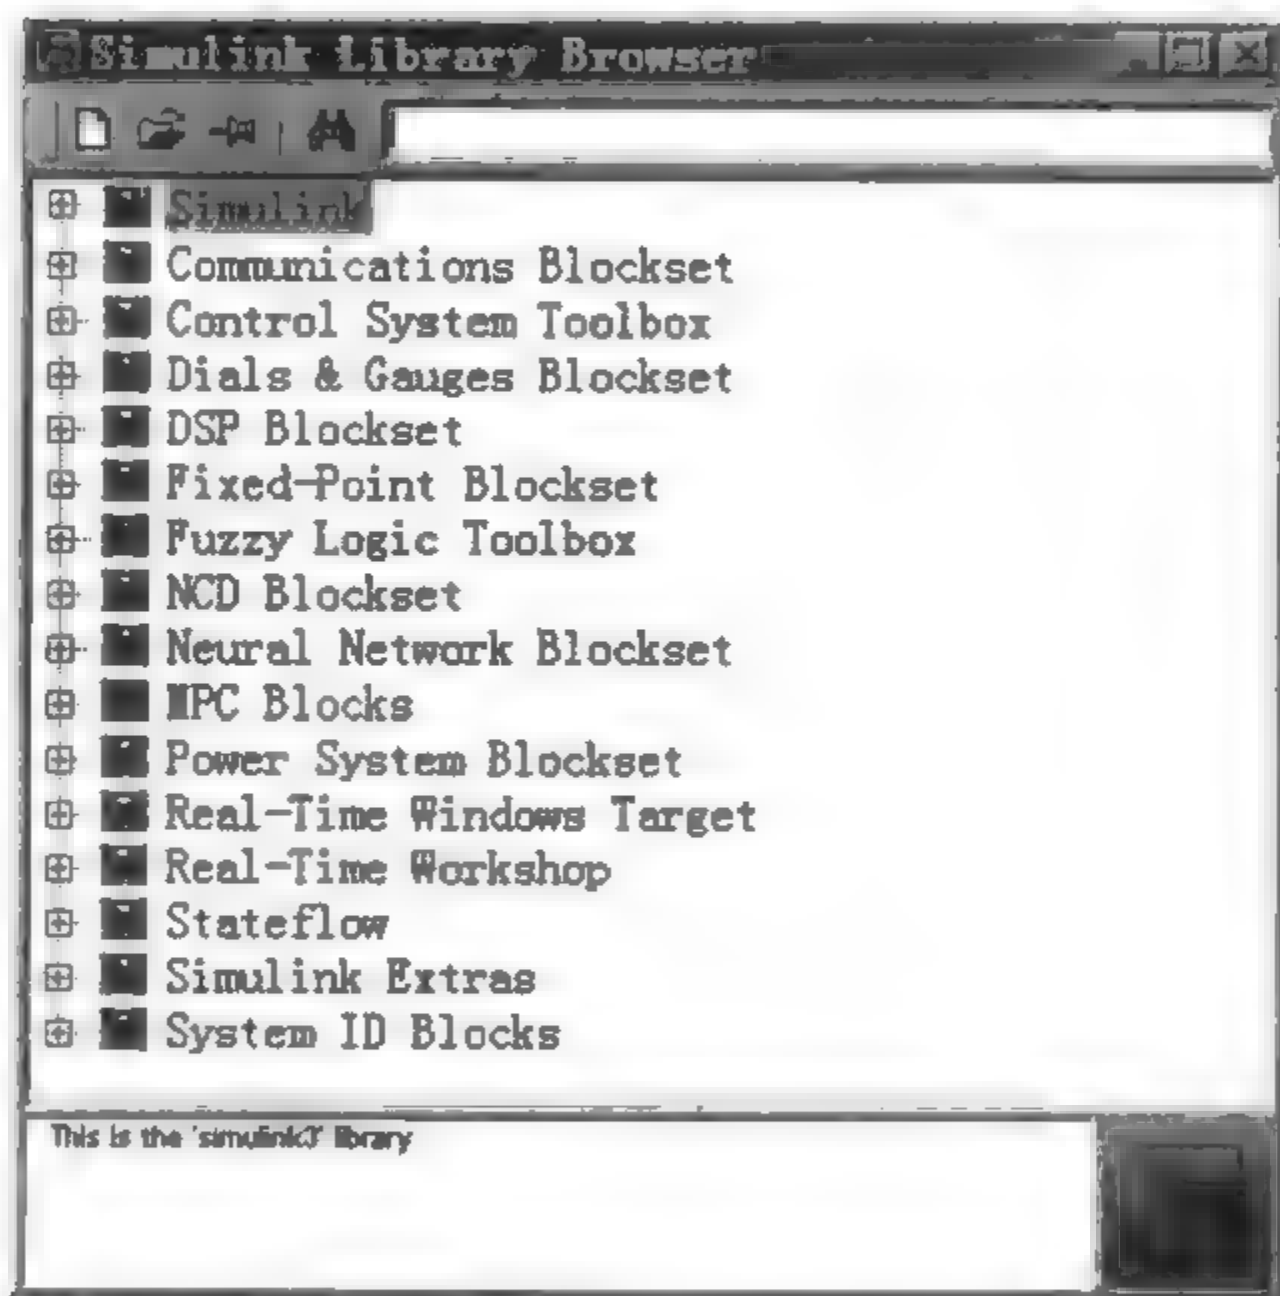 Simulink Library Browser
Simulink
Communications Blockset
Control System Toolbox
Dials & Gauges Blockset
DSP Blockset
Fixed-Point Blockset
Fuzzy Logic Toolbox
NCD Blockset
Neural Network Blockset
MPC Blocks
Power System Blockset
Real-Time Windows Target
Real-Time Workshop
Stateflow
Simulink Extras
System ID Blocks
This is the 'simulink3' library